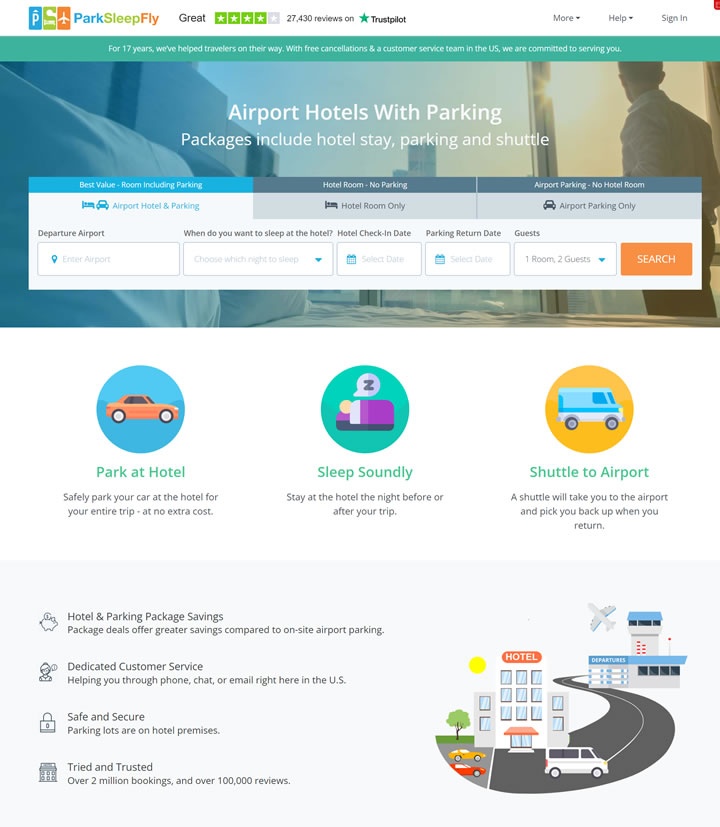 ParkSleepFly
Great
27,430 reviews on Trustpilot
More
Help
Sign In
For 17 years, we've helped travelers on their way. With free cancellations & a customer service team in the US, we are committed to serving you.
Airport Hotels With Parking
Packages include hotel stay, parking and shuttle
Best Value - Room Including Parking
Hotel Room - No Parking
Airport Parking - No Hotel Room
Airport Hotel & Parking
Hotel Room Only
Airport Parking Only
Departure Airport
When do you want to sleep at the hotel?
Hotel Check-In Date
Parking Return Date
Guests
Enter Airport
Choose which night to sleep
Select Date
Select Date
1 Room, 2 Guests
SEARCH
Z
Park at Hotel
Sleep Soundly
Shuttle to Airport
Safely park your car at the hotel for
your entire trip - at no extra cost.
Stay at the hotel the night before or
after your trip.
A shuttle will take you to the airport
and pick you back up when you
return.
Hotel & Parking Package Savings
Package deals offer greater savings compared to on-site airport parking.
Dedicated Customer Service
Helping you through phone, chat, or email right here in the U.S.
Safe and Secure
Parking lots are on hotel premises.
Tried and Trusted
Over 2 million bookings, and over 100,000 reviews.
HOTEL
DEPARTURES